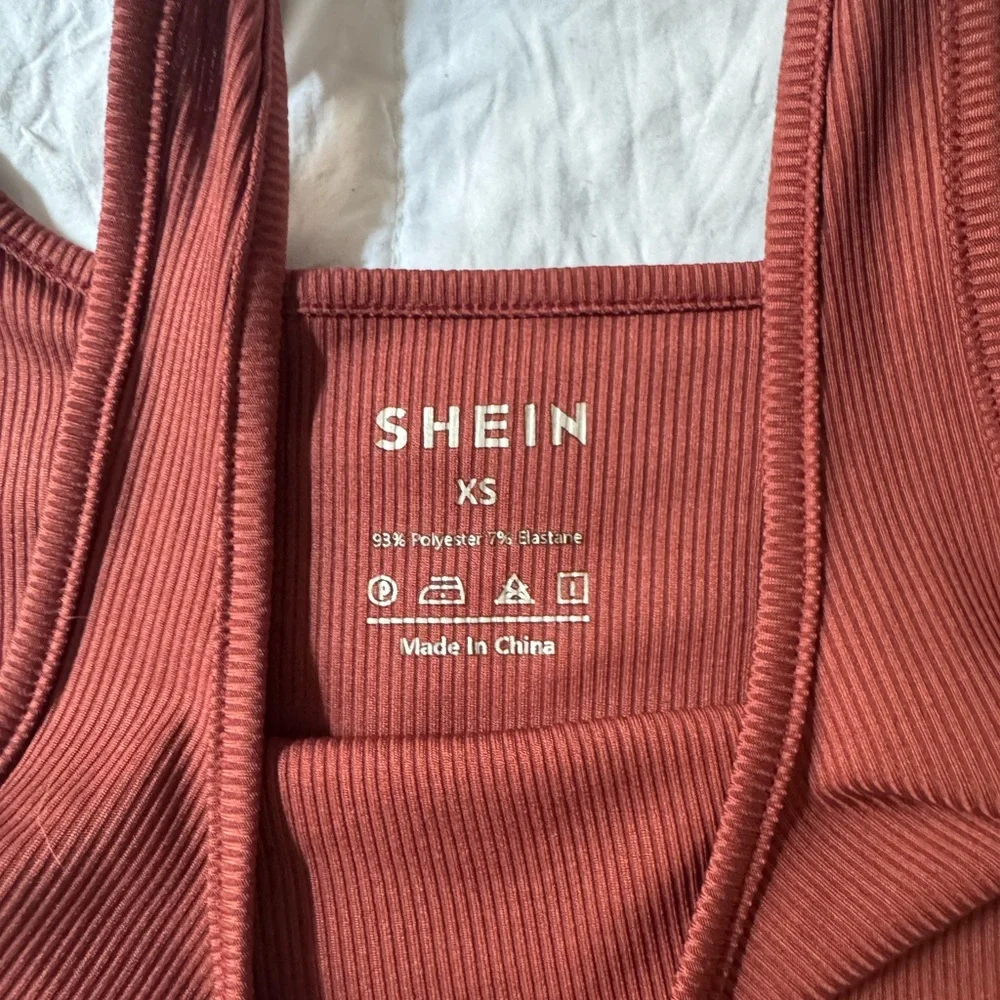 SHEIN
XS
93% Polyester 7% Elastane
P
Made In China